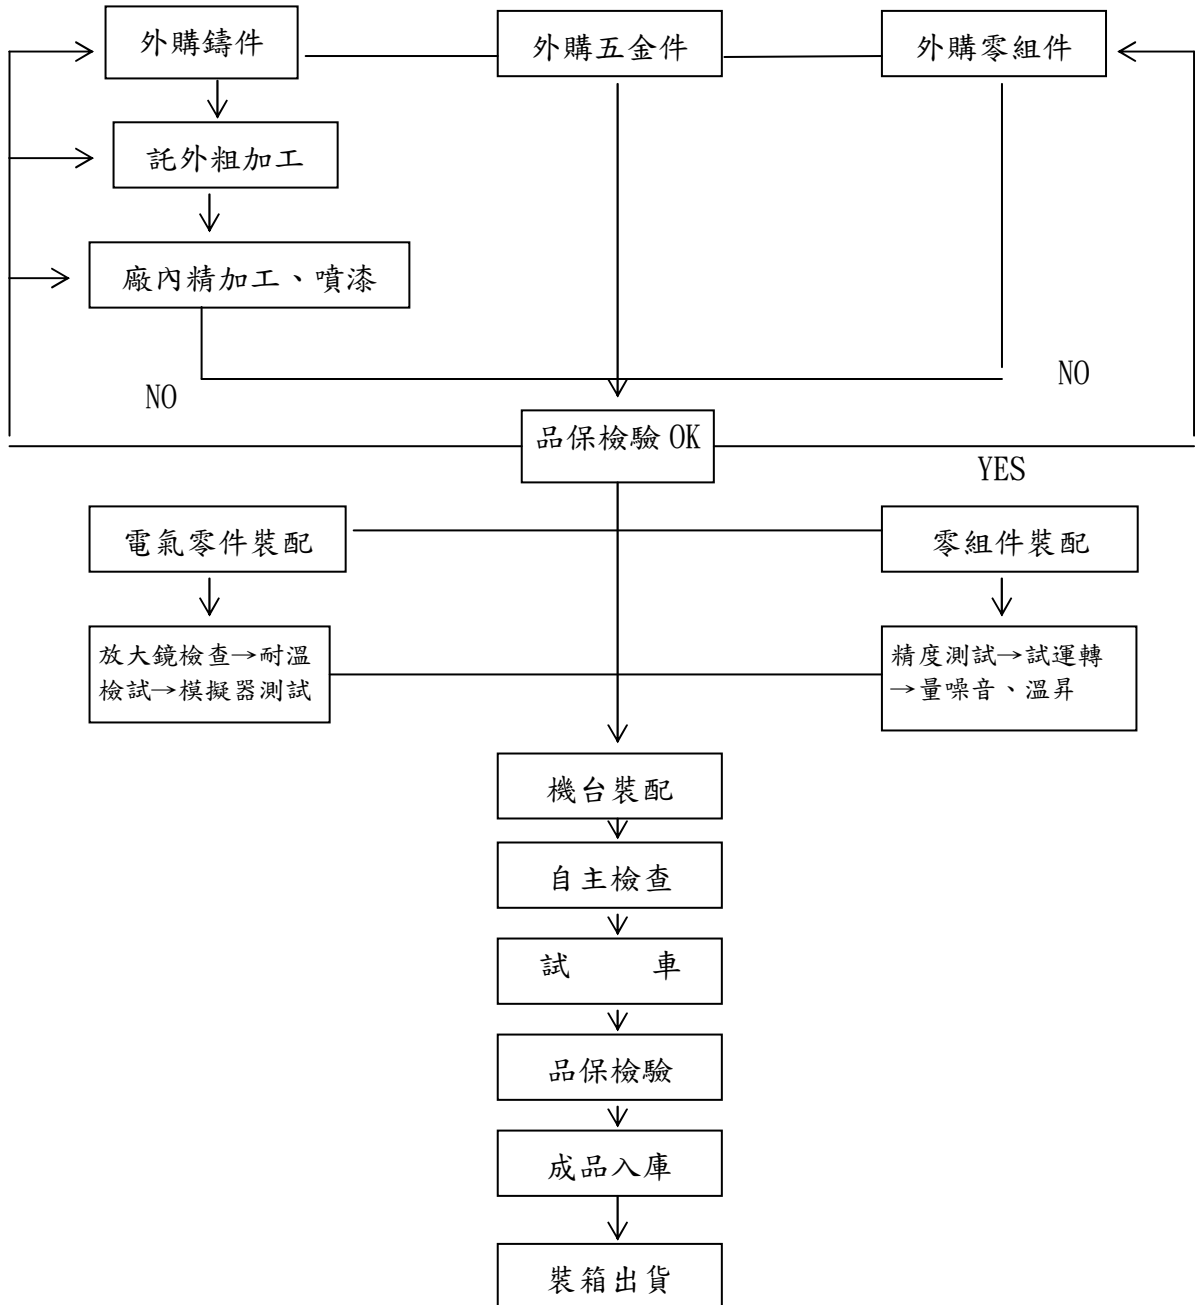 外購鑄件
外購五金件
外購零組件
託外粗加工
廠內精加工、噴漆
NO
NO
品保檢驗 OK
YES
電氣零件裝配
零組件裝配
放大鏡檢查→耐溫
檢試→模擬器測試
精度測試→試運轉
→量噪音、溫昇
機台裝配
自主檢查
試 車
品保檢驗
成品入庫
裝箱出貨